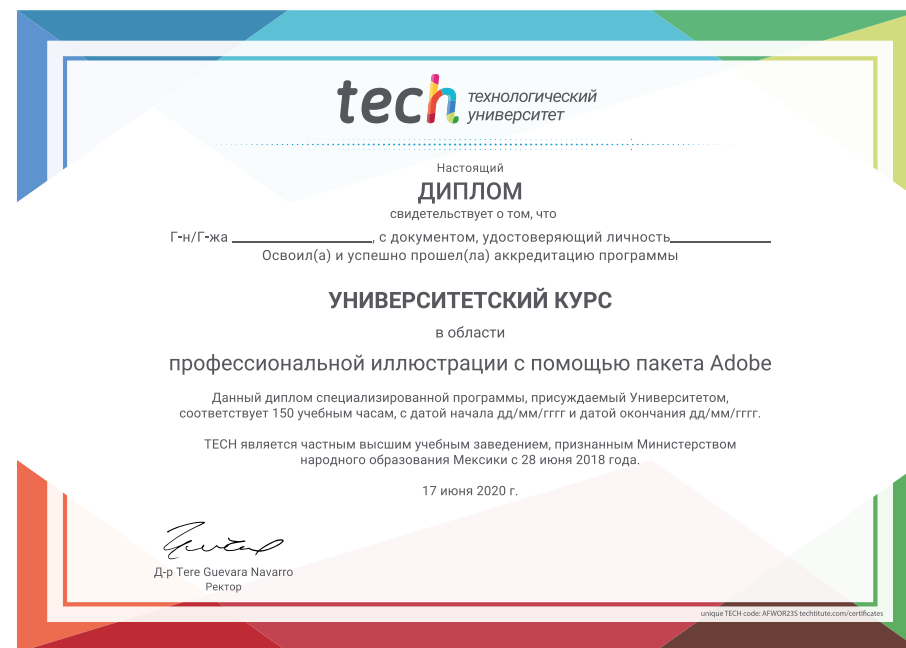 tech технологический
университет
Настоящий
ДИПЛОМ
свидетельствует о том, что
Г-н/Г-жа ____________________, с документом, удостоверяющий личность______________
Освоил(а) и успешно прошел(ла) аккредитацию программы
УНИВЕРСИТЕТСКИЙ КУРС
в области
профессиональной иллюстрации с помощью пакета Adobe
Данный диплом специализированной программы, присуждаемый Университетом,
соответствует 150 учебным часам, с датой начала дд/мм/гггг и датой окончания дд/мм/гггг.
TECH является частным высшим учебным заведением, признанным Министерством
народного образования Мексики с 28 июня 2018 года.
17 июня 2020 г.
Д-р Tere Guevara Navarro
Ректор
unique TECH code: AFWOR23S techtitute.com/certificates